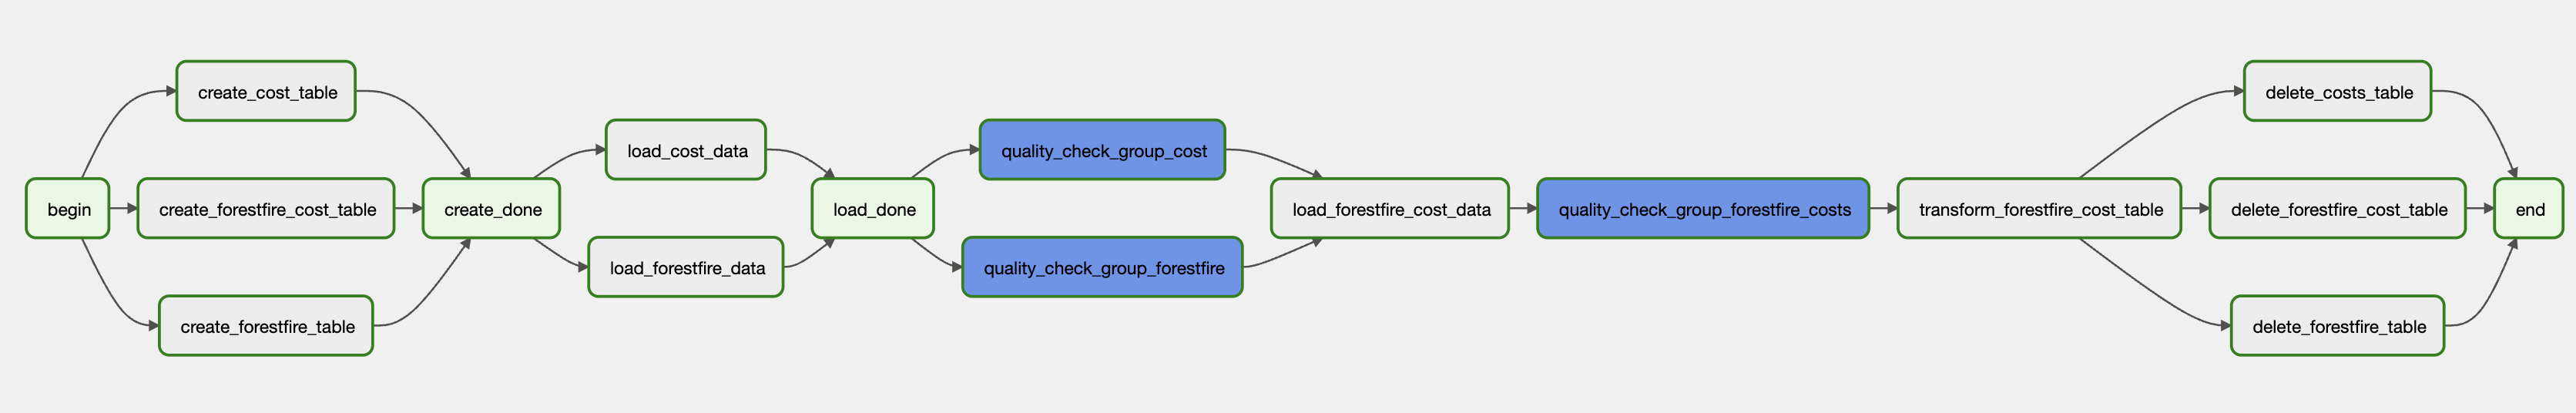 begin
create_cost_table
create_forestfire_cost_table
create_forestfire_table
create_done
load_cost_data
load_forestfire_data
load_done
quality_check_group_cost
quality_check_group_forestfire
load_forestfire_cost_data
quality_check_group_forestfire_costs
transform_forestfire_cost_table
delete_costs_table
delete_forestfire_cost_table
delete_forestfire_table
end